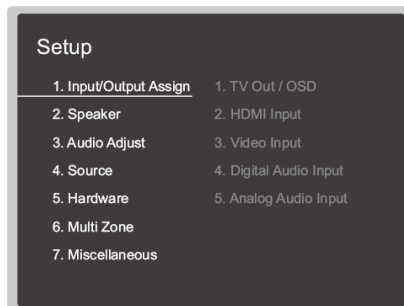 Setup
1. Input/Output Assign
2. Speaker
3. Audio Adjust
4. Source
5. Hardware
6. Multi Zone
7. Miscellaneous
1. TV Out / OSD
2. HDMI Input
3. Video Input
4. Digital Audio Input
5. Analog Audio Input